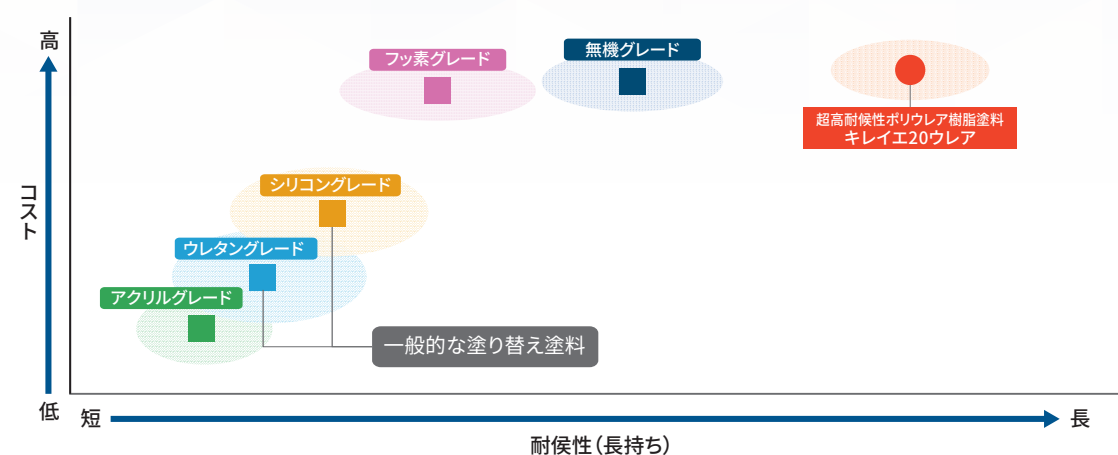 高
フッ素グレード
無機グレード
超高耐候性ポリウレア樹脂塗料
キレイエ20ウレア
コスト
シリコングレード
ウレタングレード
アクリルグレード
一般的な塗り替え塗料
低
短
長
耐侯性（長持ち）